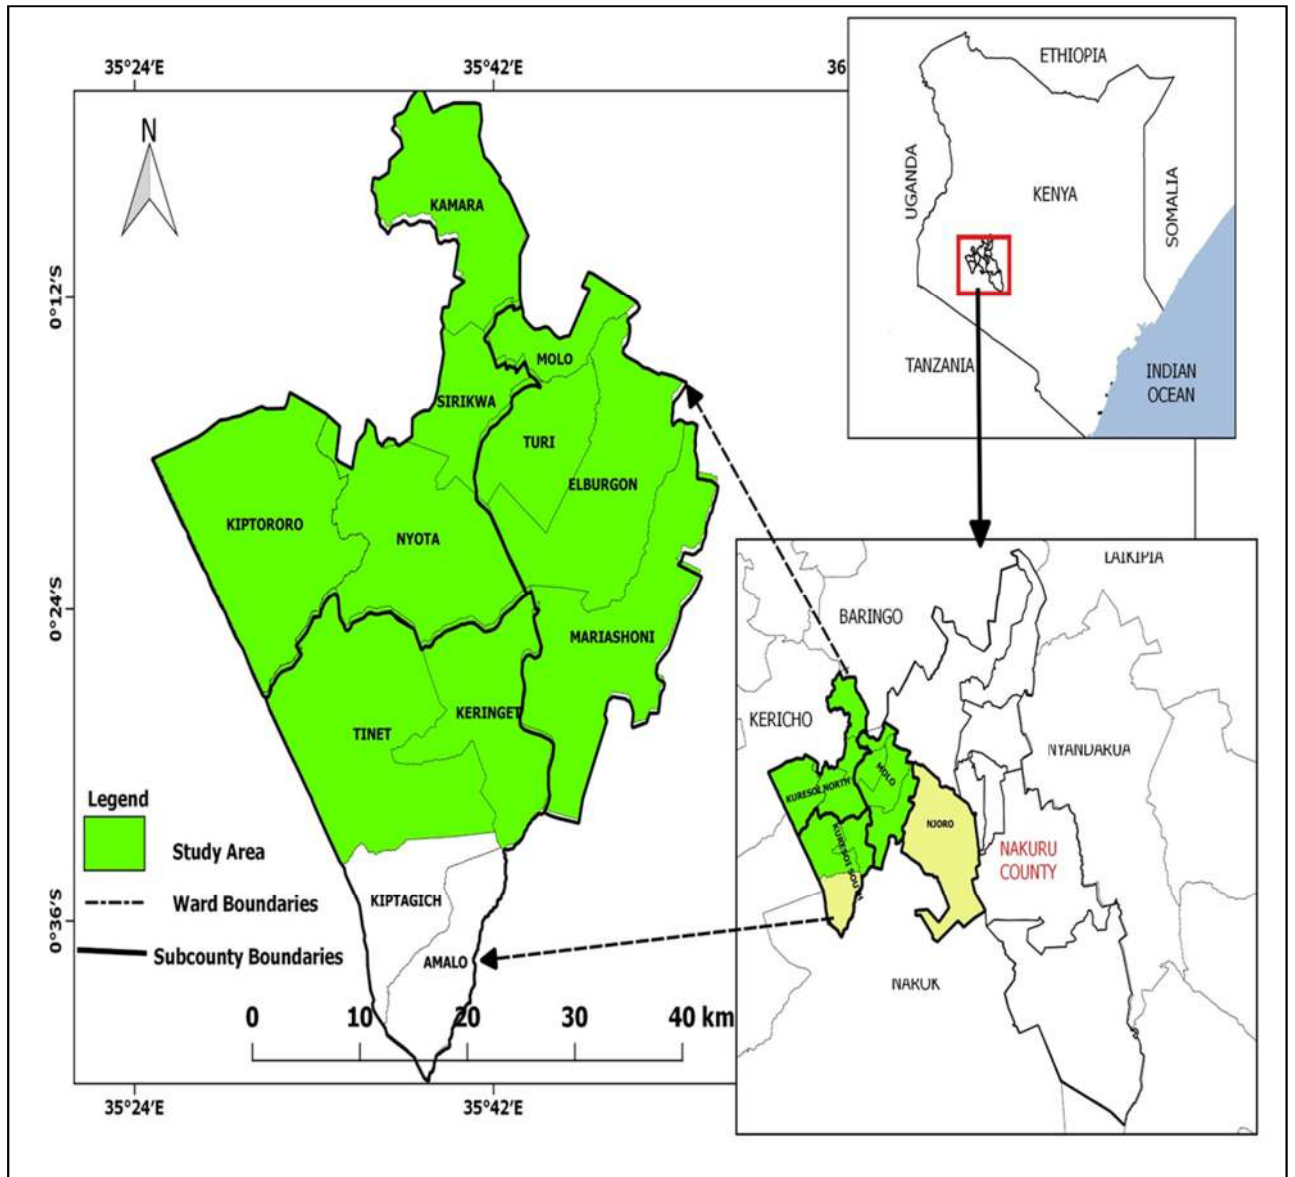 35°24'E
35°42'E
36
N
0°12'S
0°24'S
0°36'S
KAMARA
MOLO
SIRIKWA
TURI
ELBURGON
KIPTORORO
NYOTA
MARIASHONI
KERINGET
TINET
KIPTAGICH
AMALO
Legend
Study Area
Ward Boundaries
Subcounty Boundaries
0 10 20 30 40 km
35°24'E
35°42'E
ETHIOPIA
UGANDA
KENYA
SOMALIA
TANZANIA
INDIAN
OCEAN
LAIKIPIA
BARINGO
KERICHO
NYANDARUA
MOLO
KURESOI NORTH
NJORO
NAKURU
COUNTY
NAROK